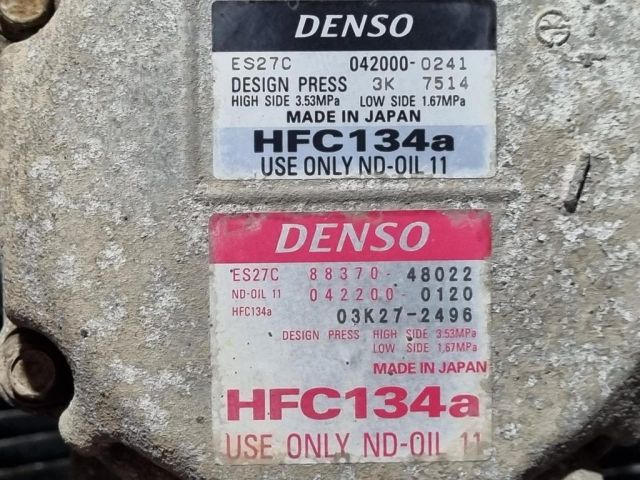 DENSO
ES27C 042000-0241
DESIGN PRESS 3K 7514
HIGH SIDE 3.53MPa LOW SIDE 1.67MPa
MADE IN JAPAN
HFC134a
USE ONLY ND-OIL 11
DENSO
ES27C 88370-48022
ND-OIL 11 042200-0120
HFC134a 03K27-2496
DESIGN PRESS HIGH SIDE 3.53MPa
LOW SIDE 1.67MPa
MADE IN JAPAN
HFC134a
USE ONLY ND-OIL 11